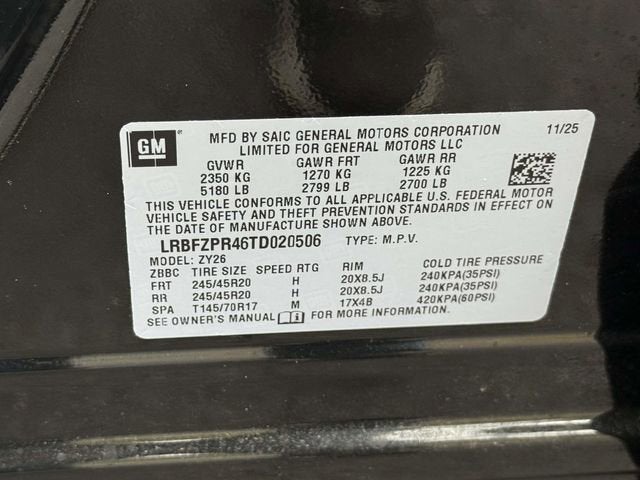 GM
MFD BY SAIC GENERAL MOTORS CORPORATION 11/25
LIMITED FOR GENERAL MOTORS LLC
GVWR GAWR FRT GAWR RR
2350 KG 1270 KG 1225 KG
5180 LB 2799 LB 2700 LB
THIS VEHICLE CONFORMS TO ALL APPLICABLE U.S. FEDERAL MOTOR
VEHICLE SAFETY AND THEFT PREVENTION STANDARDS IN EFFECT ON
THE DATE OF MANUFACTURE SHOWN ABOVE.
LRBFZPR46TD020506 TYPE: M.P.V.
MODEL: ZY26
ZBBC TIRE SIZE SPEED RTG RIM COLD TIRE PRESSURE
FRT 245/45R20 H 20X8.5J 240KPA(35PSI)
RR 245/45R20 H 20X8.5J 240KPA(35PSI)
SPA T145/70R17 M 17X4B 420KPA(60PSI)
SEE OWNER'S MANUAL FOR MORE INFORMATION.